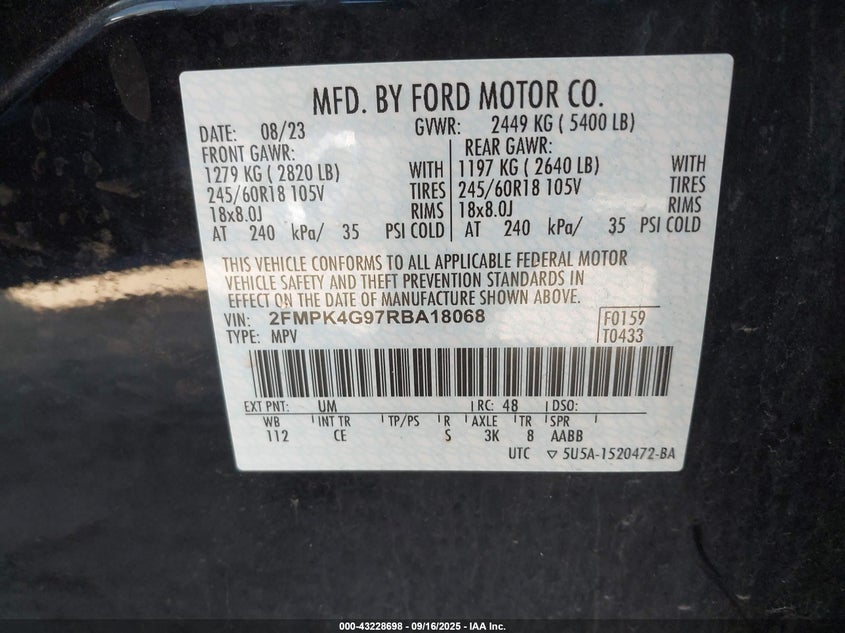 MFD. BY FORD MOTOR CO.
DATE: 08/23 GVWR: 2449 KG ( 5400 LB)
FRONT GAWR: REAR GAWR:
1279 KG ( 2820 LB) WITH 1197 KG ( 2640 LB) WITH
245/60R18 105V TIRES 245/60R18 105V TIRES
18x8.0J RIMS 18x8.0J RIMS
AT 240 kPa/ 35 PSI COLD AT 240 kPa/ 35 PSI COLD
THIS VEHICLE CONFORMS TO ALL APPLICABLE FEDERAL MOTOR
VEHICLE SAFETY AND THEFT PREVENTION STANDARDS IN
EFFECT ON THE DATE OF MANUFACTURE SHOWN ABOVE.
VIN: 2FMPK4G97RBA18068 F0159
TYPE: MPV T0433
EXT PNT: UM RC: 48 DSO:
WB INT TR TP/PS R AXLE TR SPR
112 CE S 3K 8 AABB
UTC ▽ 5U5A-1520472-BA
000-43228698 - 09/16/2025 - IAA Inc.